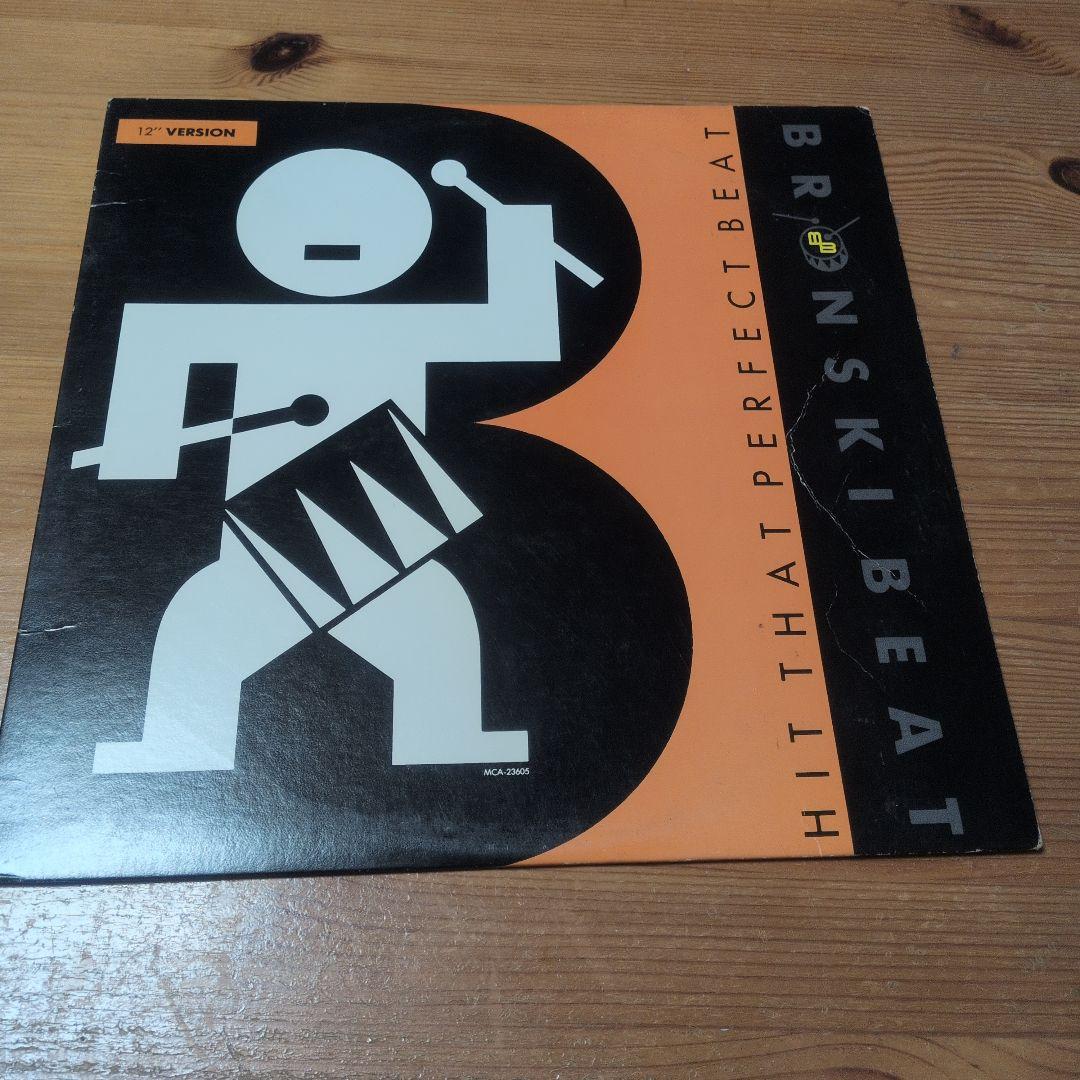 12" VERSION
HIT THAT PERFECT BEAT
BRONSKI BEAT
MCA-23605